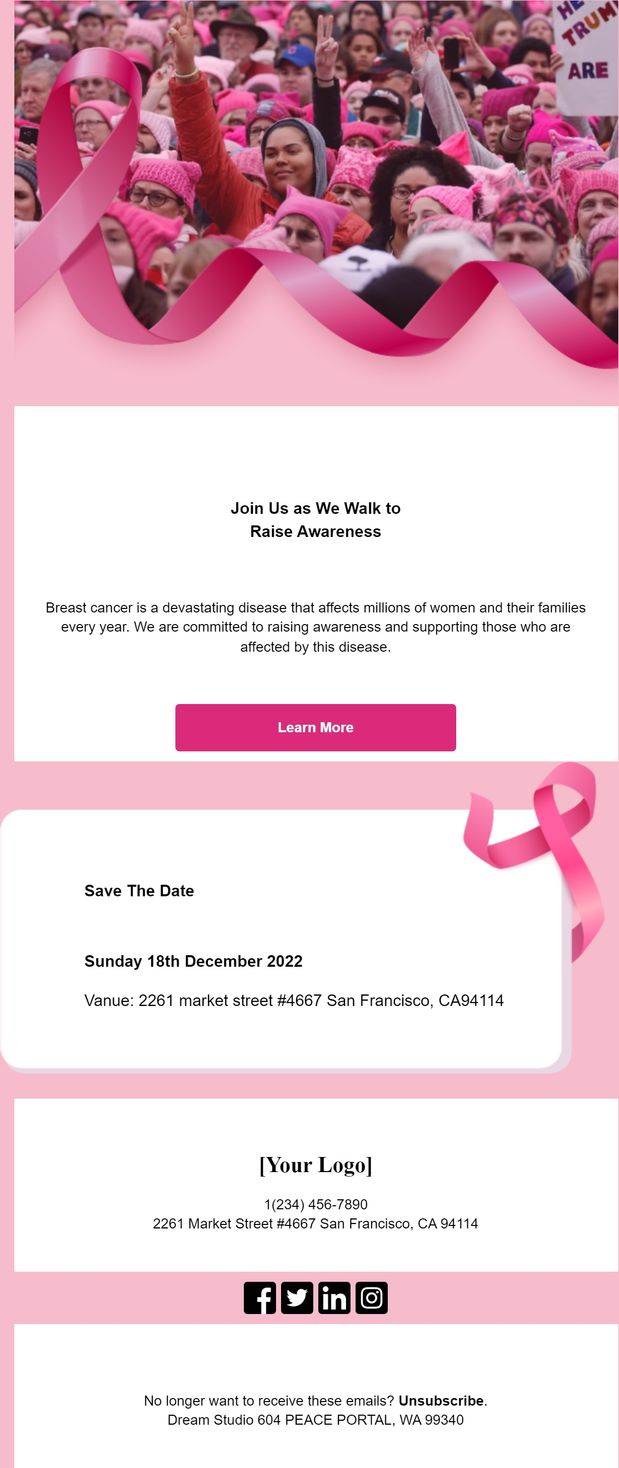 HE
TRUM
ARE
Join Us as We Walk to
Raise Awareness
Breast cancer is a devastating disease that affects millions of women and their families
every year. We are committed to raising awareness and supporting those who are
affected by this disease.
Learn More
Save The Date
Sunday 18th December 2022
Vanue: 2261 market street #4667 San Francisco, CA94114
[Your Logo]
1(234) 456-7890
2261 Market Street #4667 San Francisco, CA 94114
No longer want to receive these emails? Unsubscribe.
Dream Studio 604 PEACE PORTAL, WA 99340